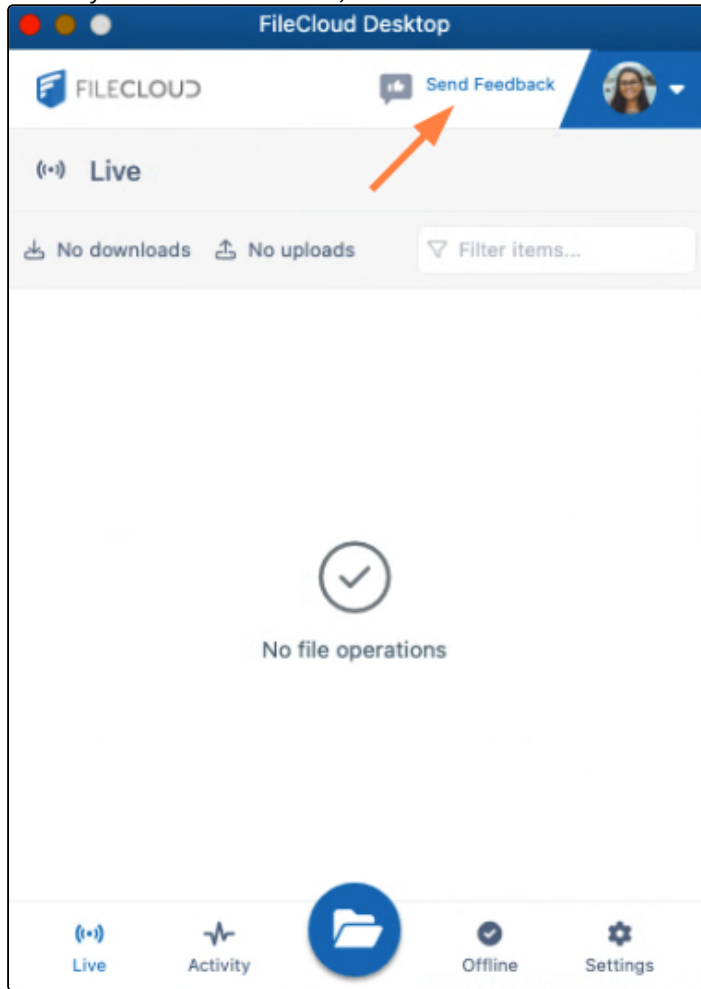 FileCloud Desktop
FILECLOUD
Send Feedback
Live
No downloads No uploads Filter items...
No file operations
Live Activity Offline Settings